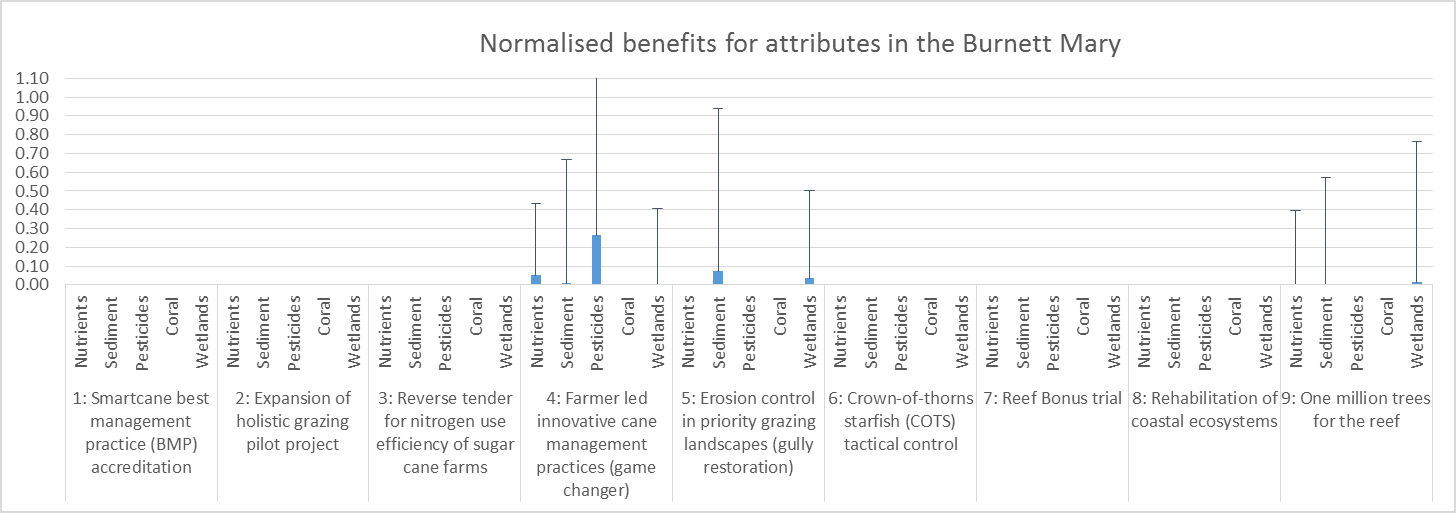 Normalised benefits for attributes in the Burnett Mary
1.10
1.00
0.90
0.80
0.70
0.60
0.50
0.40
0.30
0.20
0.10
0.00
Nutrients
Sediment
Pesticides
Coral
Wetlands
Nutrients
Sediment
Pesticides
Coral
Wetlands
Nutrients
Sediment
Pesticides
Coral
Wetlands
Nutrients
Sediment
Pesticides
Coral
Wetlands
Nutrients
Sediment
Pesticides
Coral
Wetlands
Nutrients
Sediment
Pesticides
Coral
Wetlands
Nutrients
Sediment
Pesticides
Coral
Wetlands
Nutrients
Sediment
Pesticides
Coral
Wetlands
Nutrients
Sediment
Pesticides
Coral
Wetlands
1: Smartcane best
management
practice (BMP)
accreditation
2: Expansion of
holistic grazing
pilot project
3: Reverse tender
for nitrogen use
efficiency of sugar
cane farms
4: Farmer led
innovative cane
management
practices (game
changer)
5: Erosion control
in priority grazing
landscapes (gully
restoration)
6: Crown-of-thorns
starfish (COTS)
tactical control
7: Reef Bonus trial
8: Rehabilitation of
coastal ecosystems
9: One million trees
for the reef